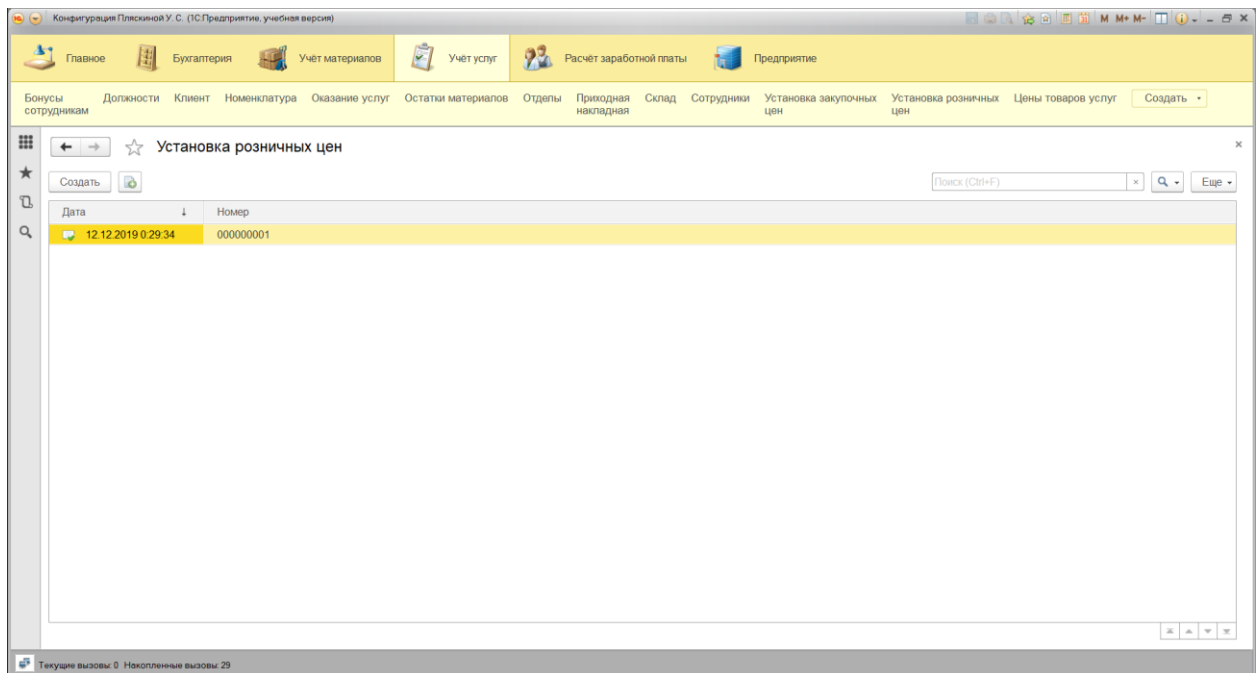 Конфигурация Пляскиной У. С. (1С:Предприятие, учебная версия)
M M+ M-
Главное Бухгалтерия Учёт материалов Учёт услуг Расчёт заработной платы Предприятие
Бонусы сотрудникам Должности Клиент Номенклатура Оказание услуг Остатки материалов Отделы Приходная накладная Склад Сотрудники Установка закупочных цен Установка розничных цен Цены товаров услуг Создать
Установка розничных цен
Создать Поиск (Ctrl+F) Еще
Дата Номер
12.12.2019 0:29:34 000000001
Текущие вызовы: 0 Накопленные вызовы: 29